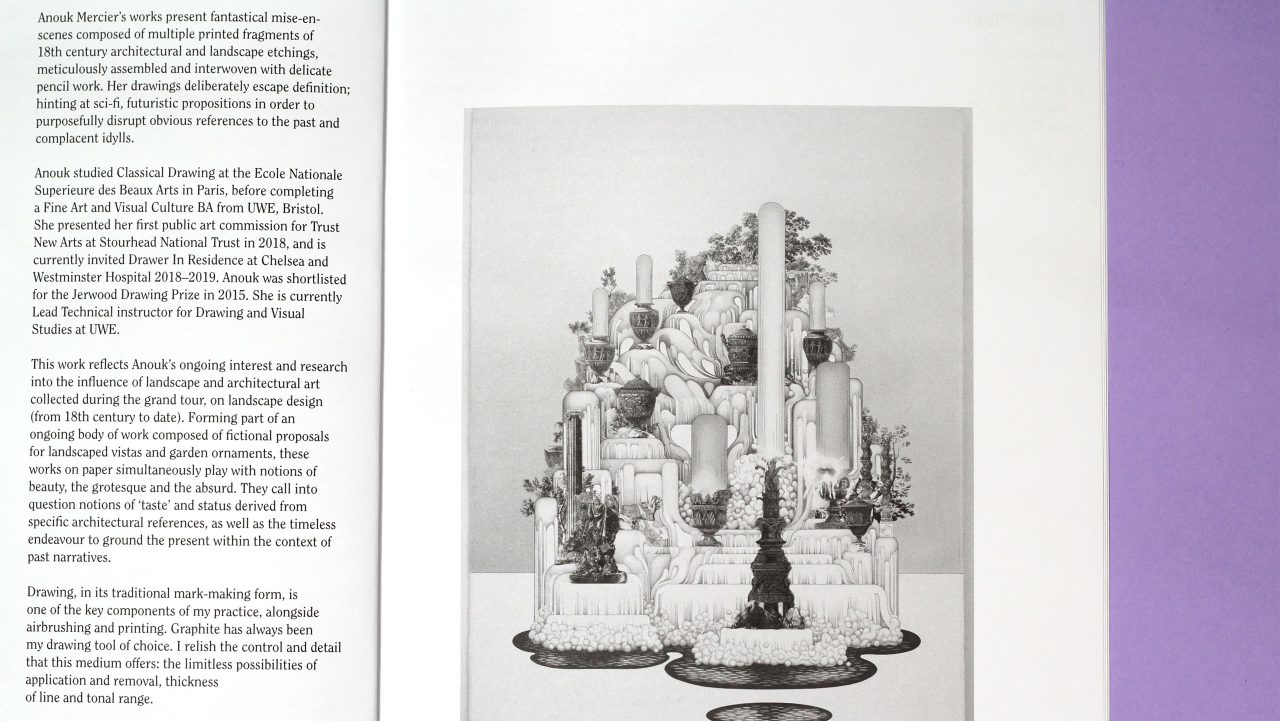 Anouk Mercier's works present fantastical mise-en-
scenes composed of multiple printed fragments of
18th century architectural and landscape etchings,
meticulously assembled and interwoven with delicate
pencil work. Her drawings deliberately escape definition;
hinting at sci-fi, futuristic propositions in order to
purposefully disrupt obvious references to the past and
complacent idylls.
Anouk studied Classical Drawing at the Ecole Nationale
Superieure des Beaux Arts in Paris, before completing
a Fine Art and Visual Culture BA from UWE, Bristol.
She presented her first public art commission for Trust
New Arts at Stourhead National Trust in 2018, and is
currently invited Drawer In Residence at Chelsea and
Westminster Hospital 2018–2019. Anouk was shortlisted
for the Jerwood Drawing Prize in 2015. She is currently
Lead Technical instructor for Drawing and Visual
Studies at UWE.
This work reflects Anouk's ongoing interest and research
into the influence of landscape and architectural art
collected during the grand tour, on landscape design
(from 18th century to date). Forming part of an
ongoing body of work composed of fictional proposals
for landscaped vistas and garden ornaments, these
works on paper simultaneously play with notions of
beauty, the grotesque and the absurd. They call into
question notions of 'taste' and status derived from
specific architectural references, as well as the timeless
endeavour to ground the present within the context of
past narratives.
Drawing, in its traditional mark-making form, is
one of the key components of my practice, alongside
airbrushing and printing. Graphite has always been
my drawing tool of choice. I relish the control and detail
that this medium offers: the limitless possibilities of
application and removal, thickness
of line and tonal range.